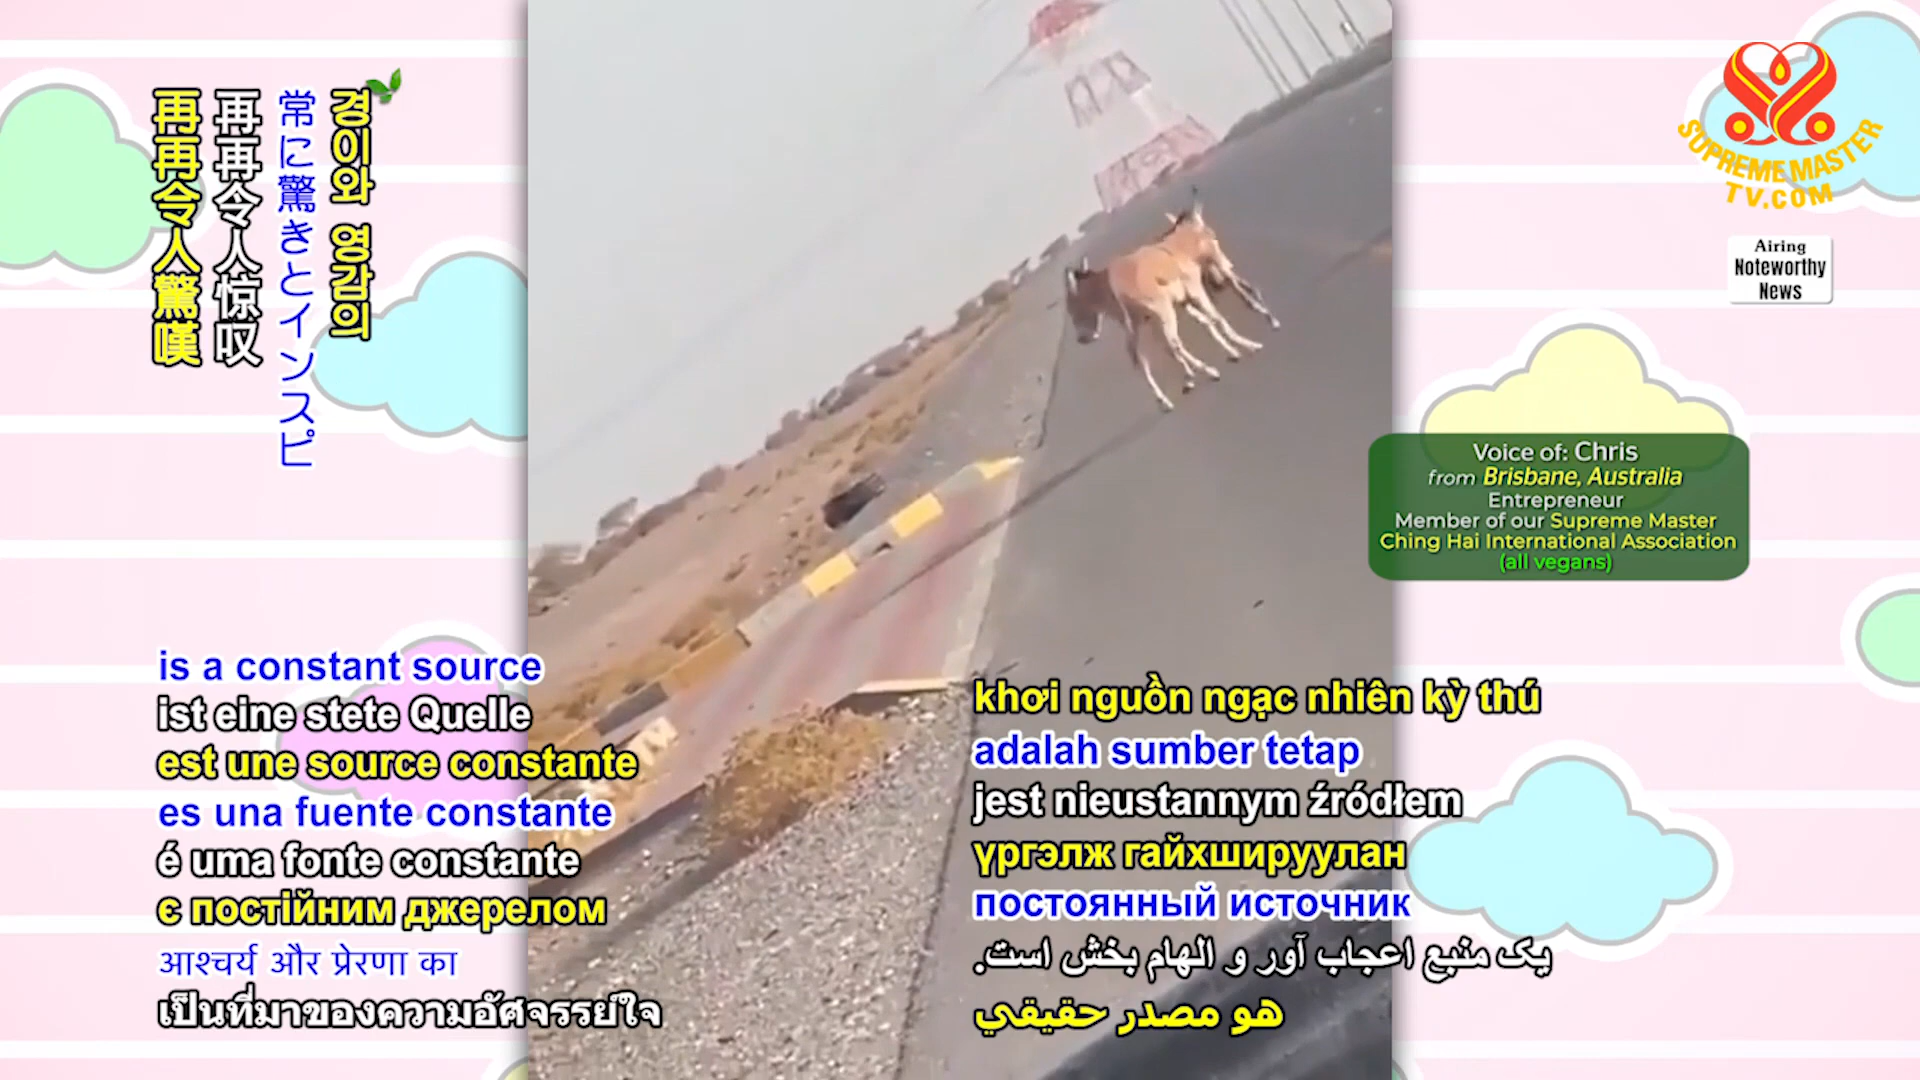 再再令人驚嘆
再再令人惊叹
常に驚きとインスピ
경이와 영감의
SUPREME MASTER
TV.COM
Airing
Noteworthy
News
Voice of: Chris
from Brisbane, Australia
Entrepreneur
Member of our Supreme Master
Ching Hai International Association
(all vegans)
is a constant source
ist eine stete Quelle
est une source constante
es una fuente constante
é uma fonte constante
є постійним джерелом
आश्चर्य और प्रेरणा का
เป็นที่มาของความอัศจรรย์ใจ
khơi nguồn ngạc nhiên kỳ thú
adalah sumber tetap
jest nieustannym źródłem
үргэлж гайхшируулан
постоянный источник
یک منبع اعجاب آور و الهام بخش است.
هو مصدر حقيقي